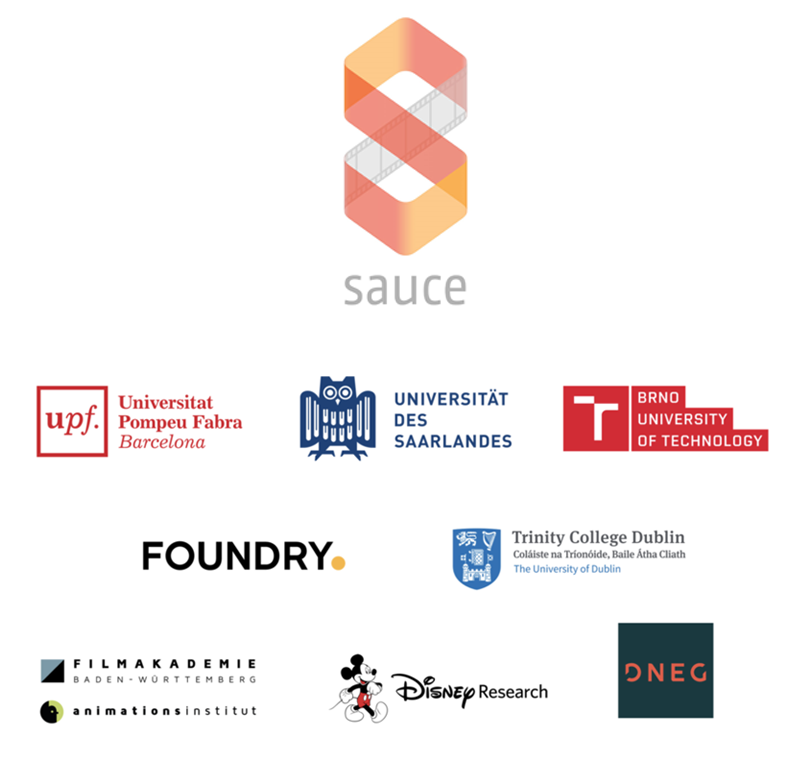 sauce
upf.
Universitat
Pompeu Fabra
Barcelona
UNIVERSITÄT
DES
SAARLANDES
BRNO
UNIVERSITY
OF TECHNOLOGY
FOUNDRY.
Trinity College Dublin
Coláiste na Tríonóide, Baile Átha Cliath
The University of Dublin
FILMAKADEMIE
BADEN-WÜRTTEMBERG
animationsinstitut
Disney Research
DNEG